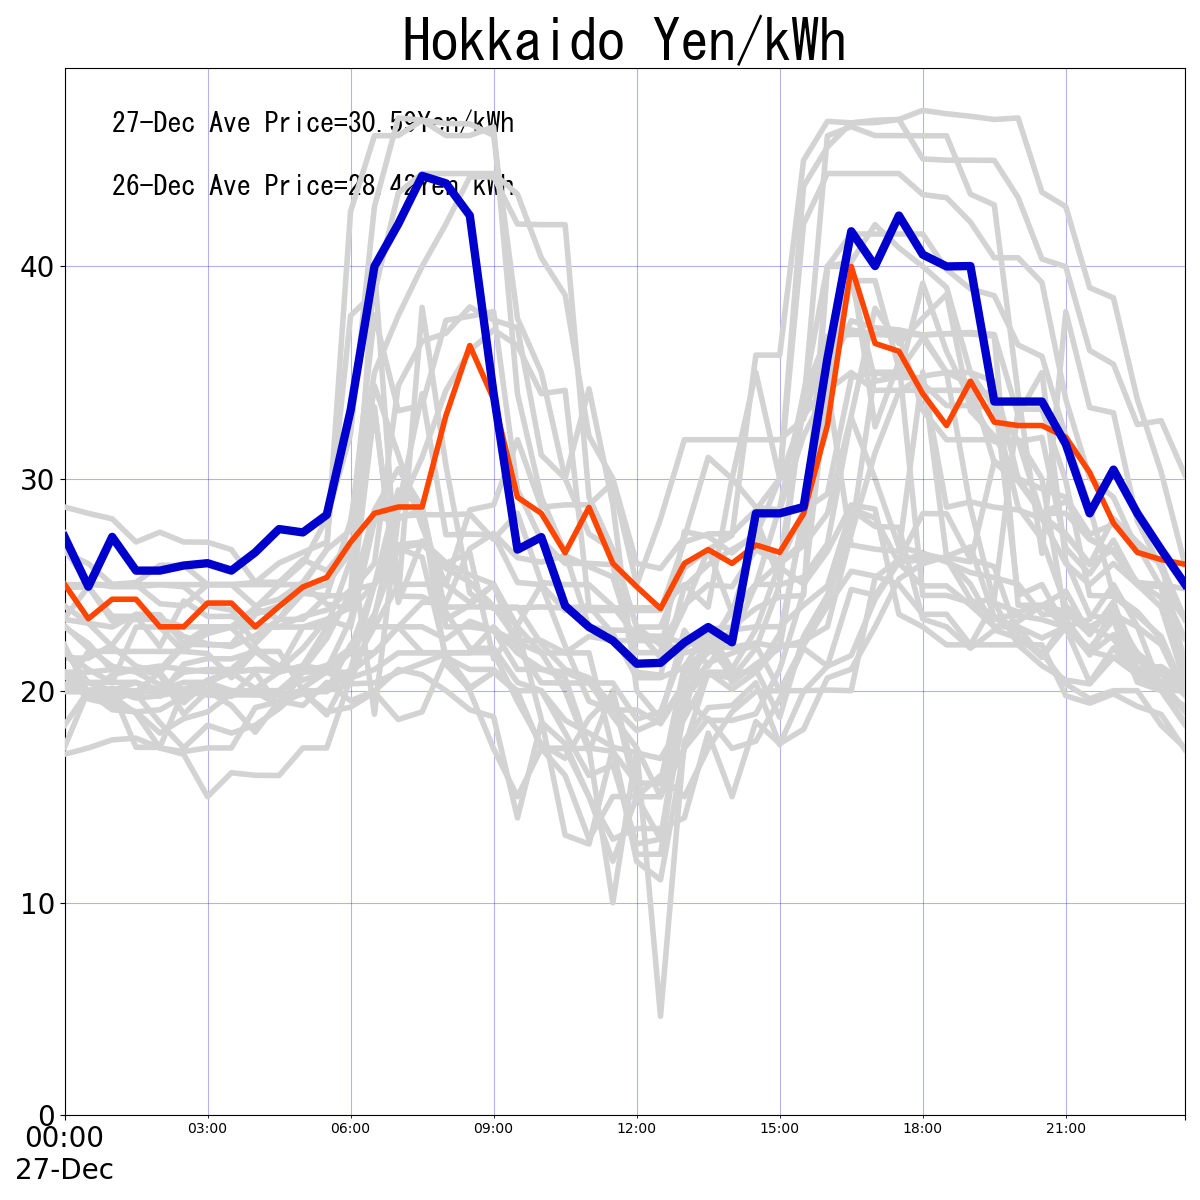 Hokkaido Yen/kWh
27-Dec Ave Price=30.59Yen/kWh
26-Dec Ave Price=28.42Yen/kWh
40
30
20
10
0
00:00 03:00 06:00 09:00 12:00 15:00 18:00 21:00
27-Dec